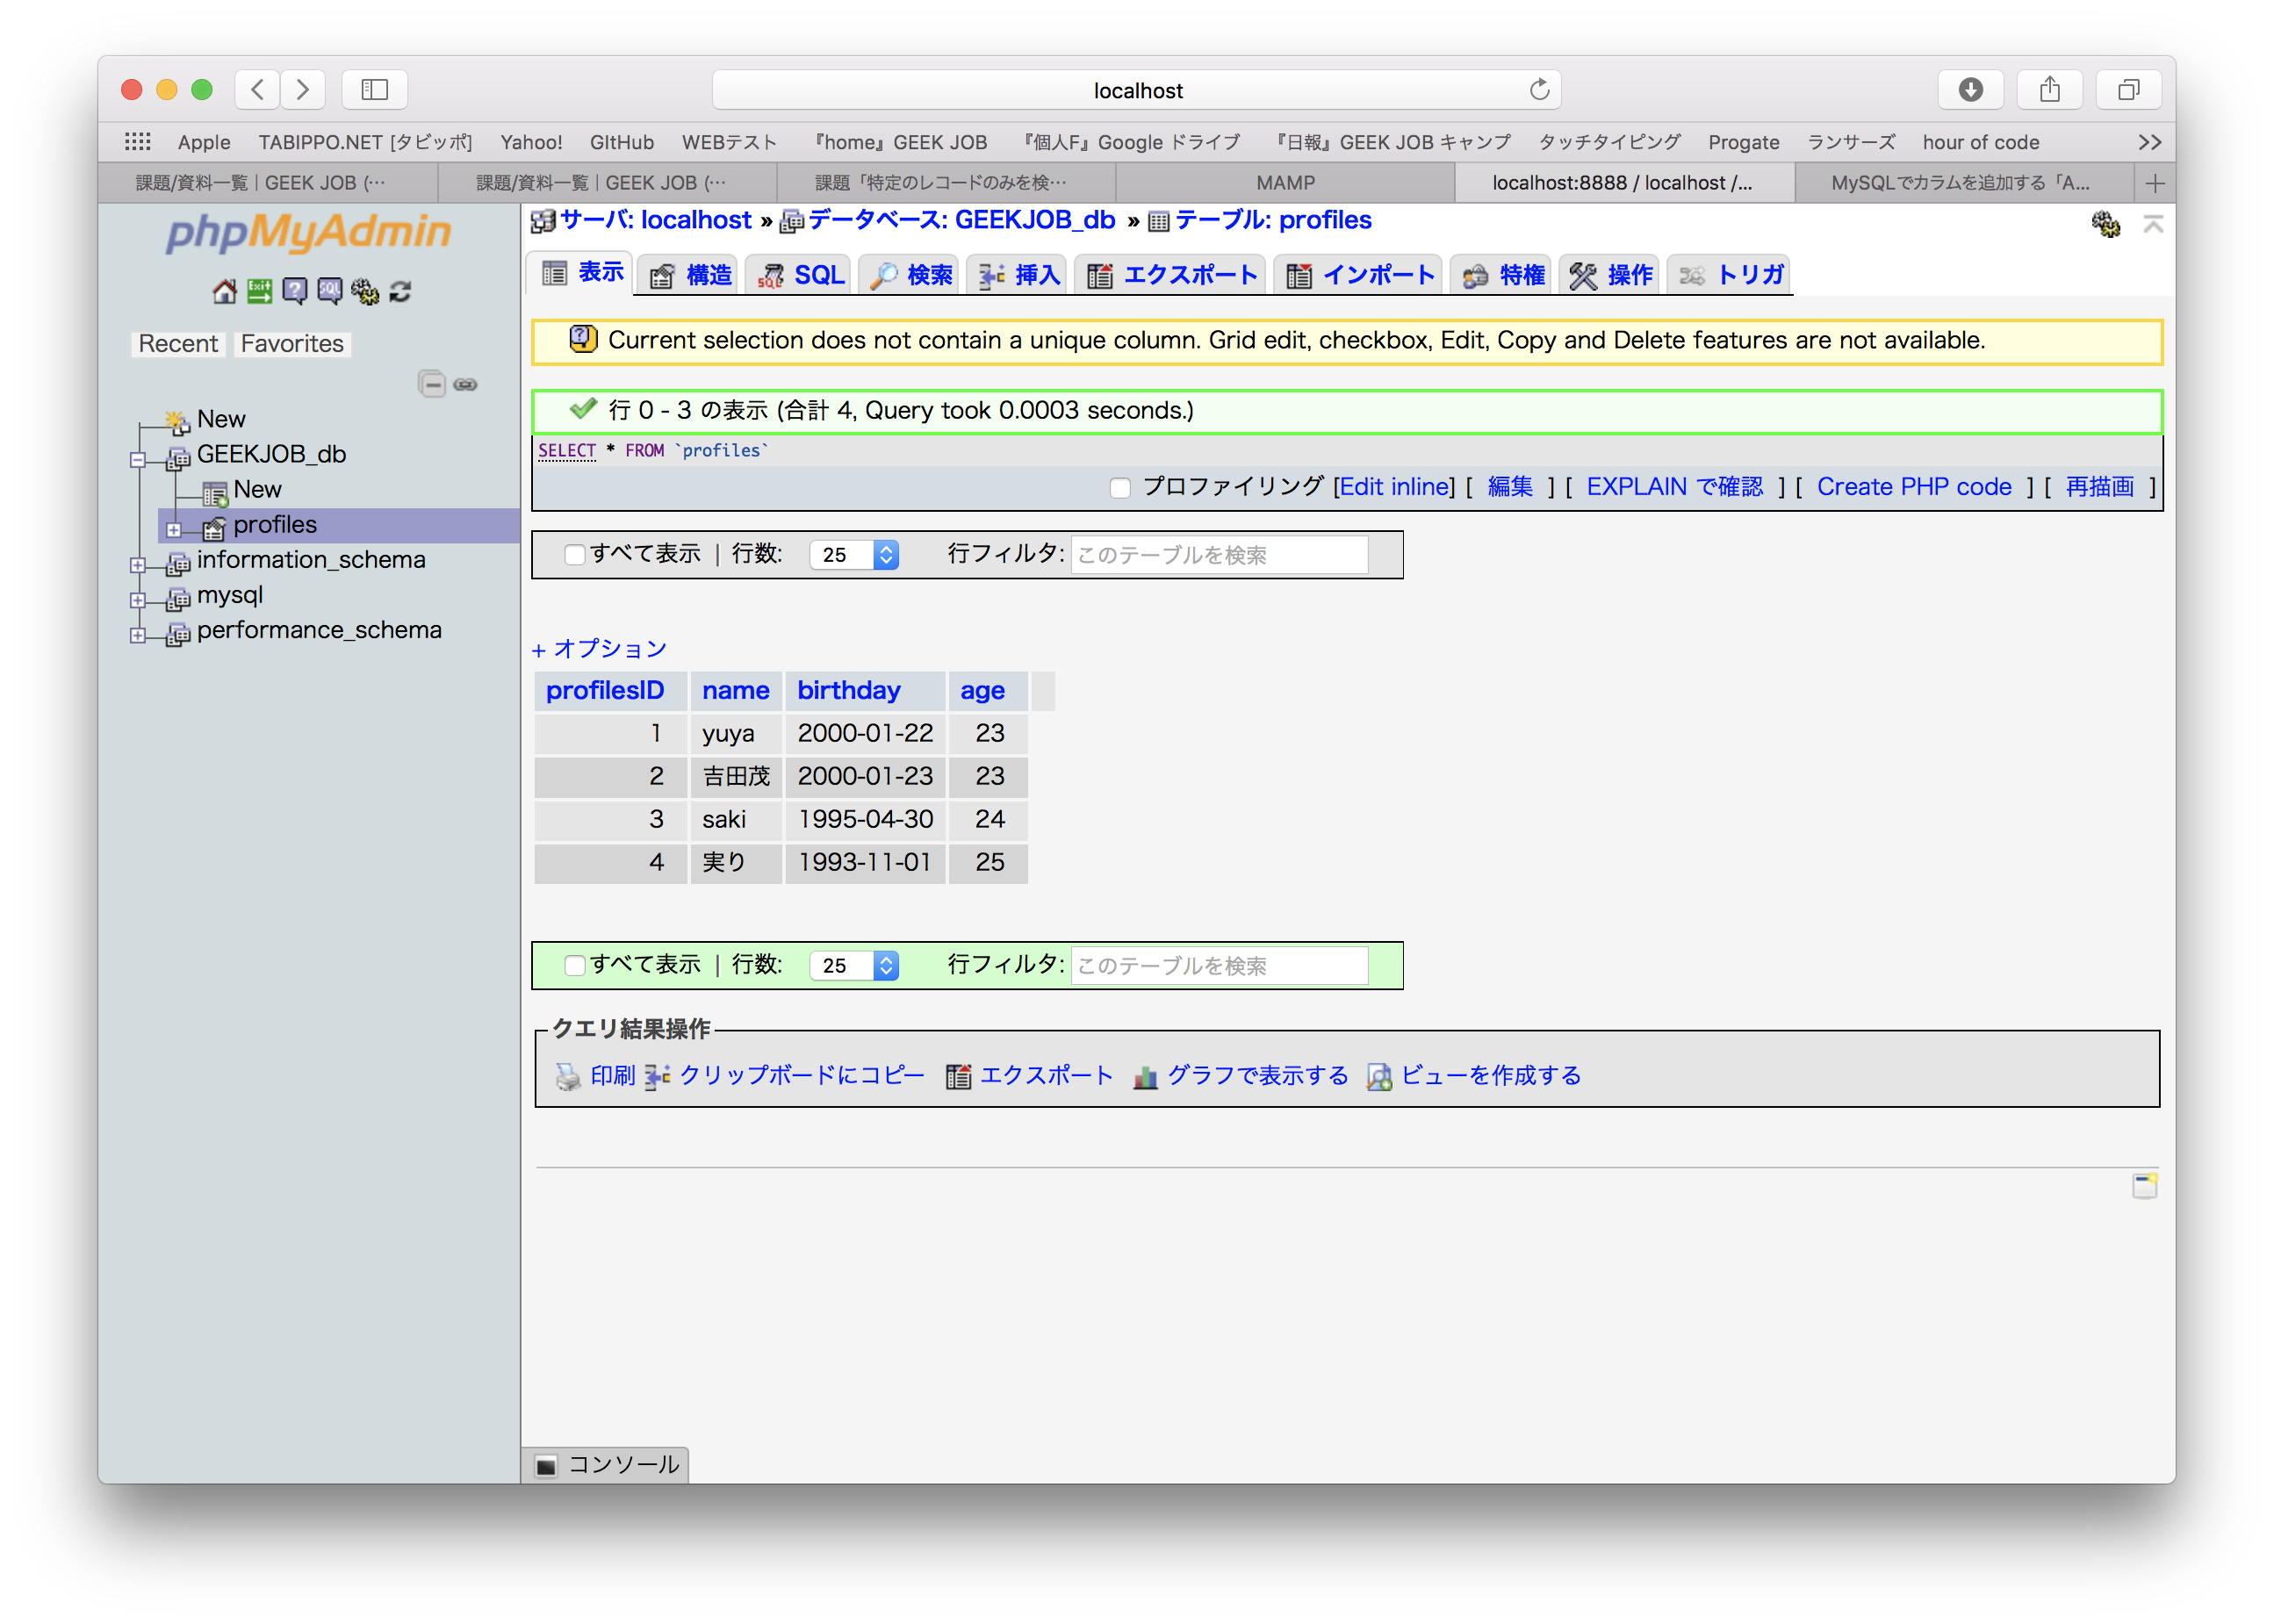 localhost
Apple TABIPPO.NET [タビッポ] Yahoo! GItHub WEBテスト 『home』GEEK JOB 『個人F』Google ドライブ 『日報』GEEK JOB キャンプ タッチタイピング Progate ランサーズ hour of code >>
課題/資料一覧 | GEEK JOB (… 課題/資料一覧 | GEEK JOB (… 課題「特定のレコードのみを検… MAMP localhost:8888 / localhost /... MySQLでカラムを追加する「A... +
phpMyAdmin
Exit ? SQL
Recent Favorites
New
GEEKJOB_db
New
profiles
information_schema
mysql
performance_schema
サーバ: localhost » データベース: GEEKJOB_db » テーブル: profiles
表示 構造 SQL 検索 挿入 エクスポート インポート 特権 操作 トリガ
Current selection does not contain a unique column. Grid edit, checkbox, Edit, Copy and Delete features are not available.
行 0 - 3 の表示 (合計 4, Query took 0.0003 seconds.)
SELECT * FROM `profiles`
プロファイリング [Edit inline] [ 編集 ] [ EXPLAIN で確認 ] [ Create PHP code ] [ 再描画 ]
すべて表示 | 行数: 25 行フィルタ: このテーブルを検索
+ オプション
profilesID name birthday age
1 yuya 2000-01-22 23
2 吉田茂 2000-01-23 23
3 saki 1995-04-30 24
4 実り 1993-11-01 25
すべて表示 | 行数: 25 行フィルタ: このテーブルを検索
クエリ結果操作
印刷 クリップボードにコピー エクスポート グラフで表示する ビューを作成する
コンソール